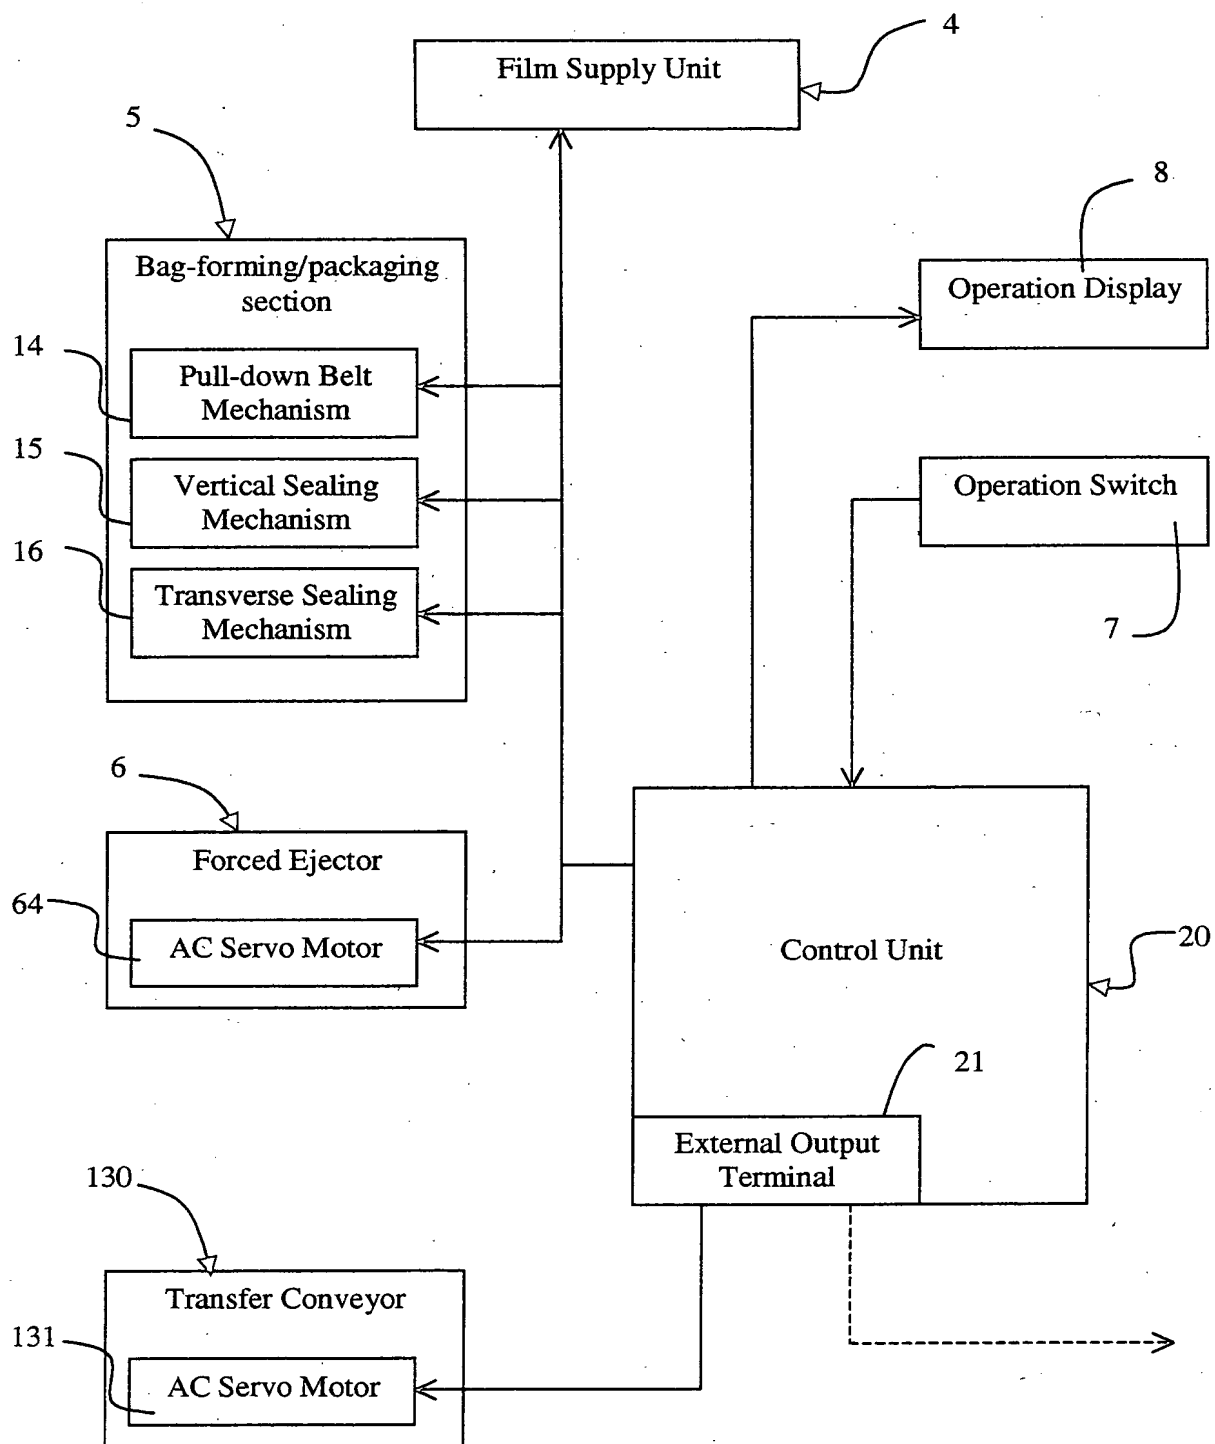 4
Film Supply Unit
5
8
Bag-forming/packaging
section
Operation Display
14
Pull-down Belt
Mechanism
15
Vertical Sealing
Mechanism
Operation Switch
16
Transverse Sealing
Mechanism
7
6
Forced Ejector
64
AC Servo Motor
Control Unit
20
21
External Output
Terminal
130
Transfer Conveyor
131
AC Servo Motor